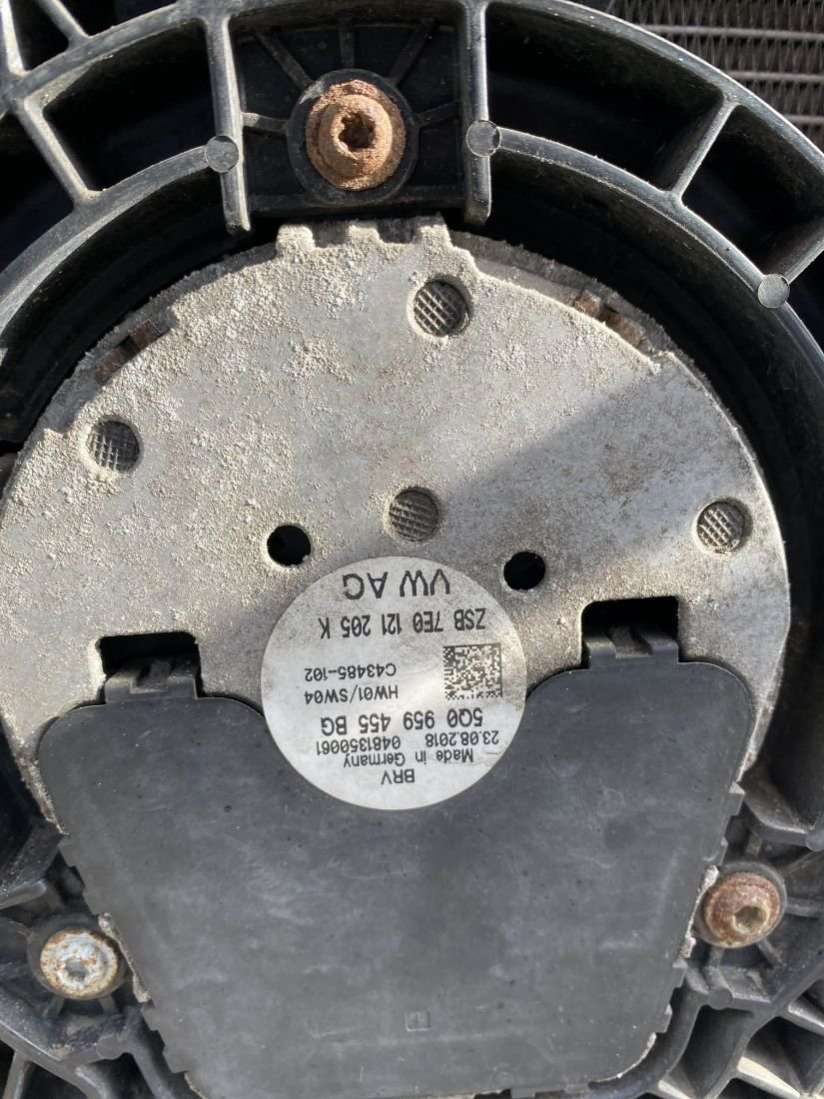 VW AG
ZSB 7E0 121 205 K
HW01/SW04
C43485-102
5Q0 959 455 BG
23.08.2018 0481350061
Made in Germany
BRV